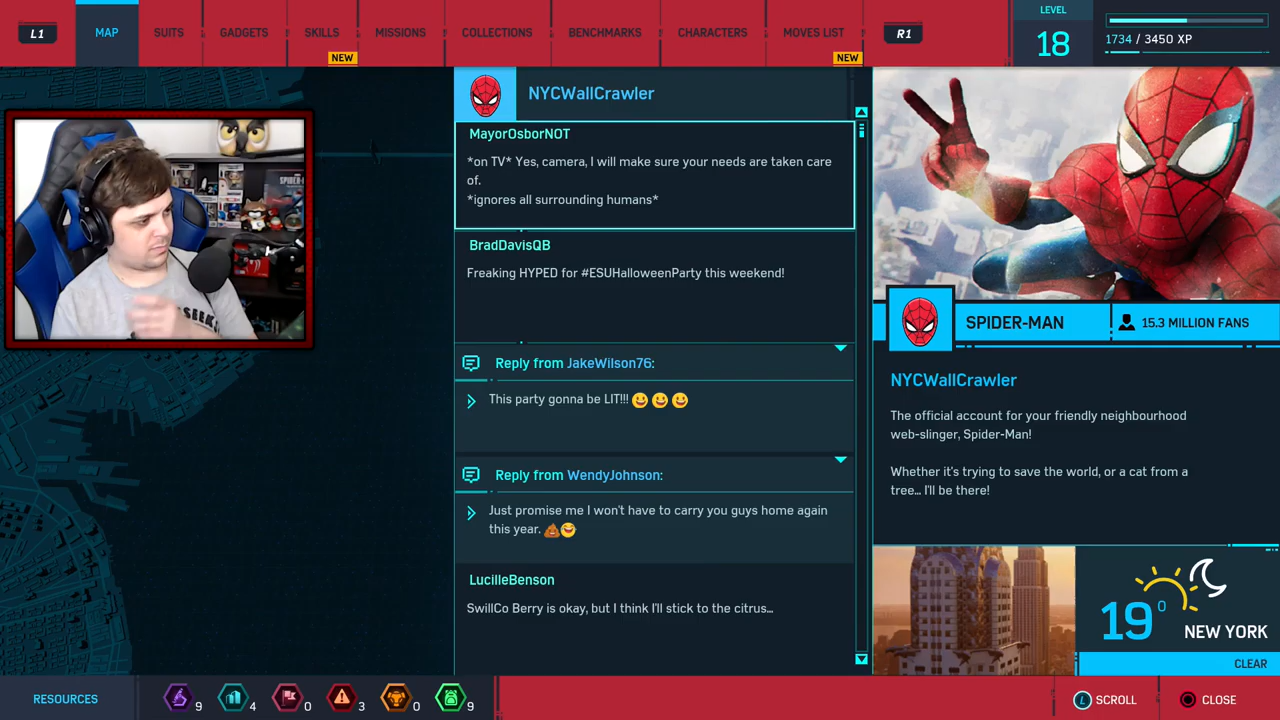 L1
MAP
SUITS
GADGETS
SKILLS
NEW
MISSIONS
COLLECTIONS
BENCHMARKS
CHARACTERS
MOVES LIST
NEW
R1
LEVEL
18
1734 / 3450 XP
NYCWallCrawler
MayorOsborNOT
*on TV* Yes, camera, I will make sure your needs are taken care
of.
*ignores all surrounding humans*
BradDavisQB
Freaking HYPED for #ESUHalloweenParty this weekend!
Reply from JakeWilson76:
This party gonna be LIT!!! 😆 😆 😆
Reply from WendyJohnson:
Just promise me I won't have to carry you guys home again
this year. 💩😂
LucilleBenson
SwillCo Berry is okay, but I think I'll stick to the citrus...
SPIDER-MAN
15.3 MILLION FANS
NYCWallCrawler
The official account for your friendly neighbourhood
web-slinger, Spider-Man!
Whether it's trying to save the world, or a cat from a
tree... I'll be there!
19°
NEW YORK
CLEAR
RESOURCES
9
4
0
3
0
9
L SCROLL
CLOSE